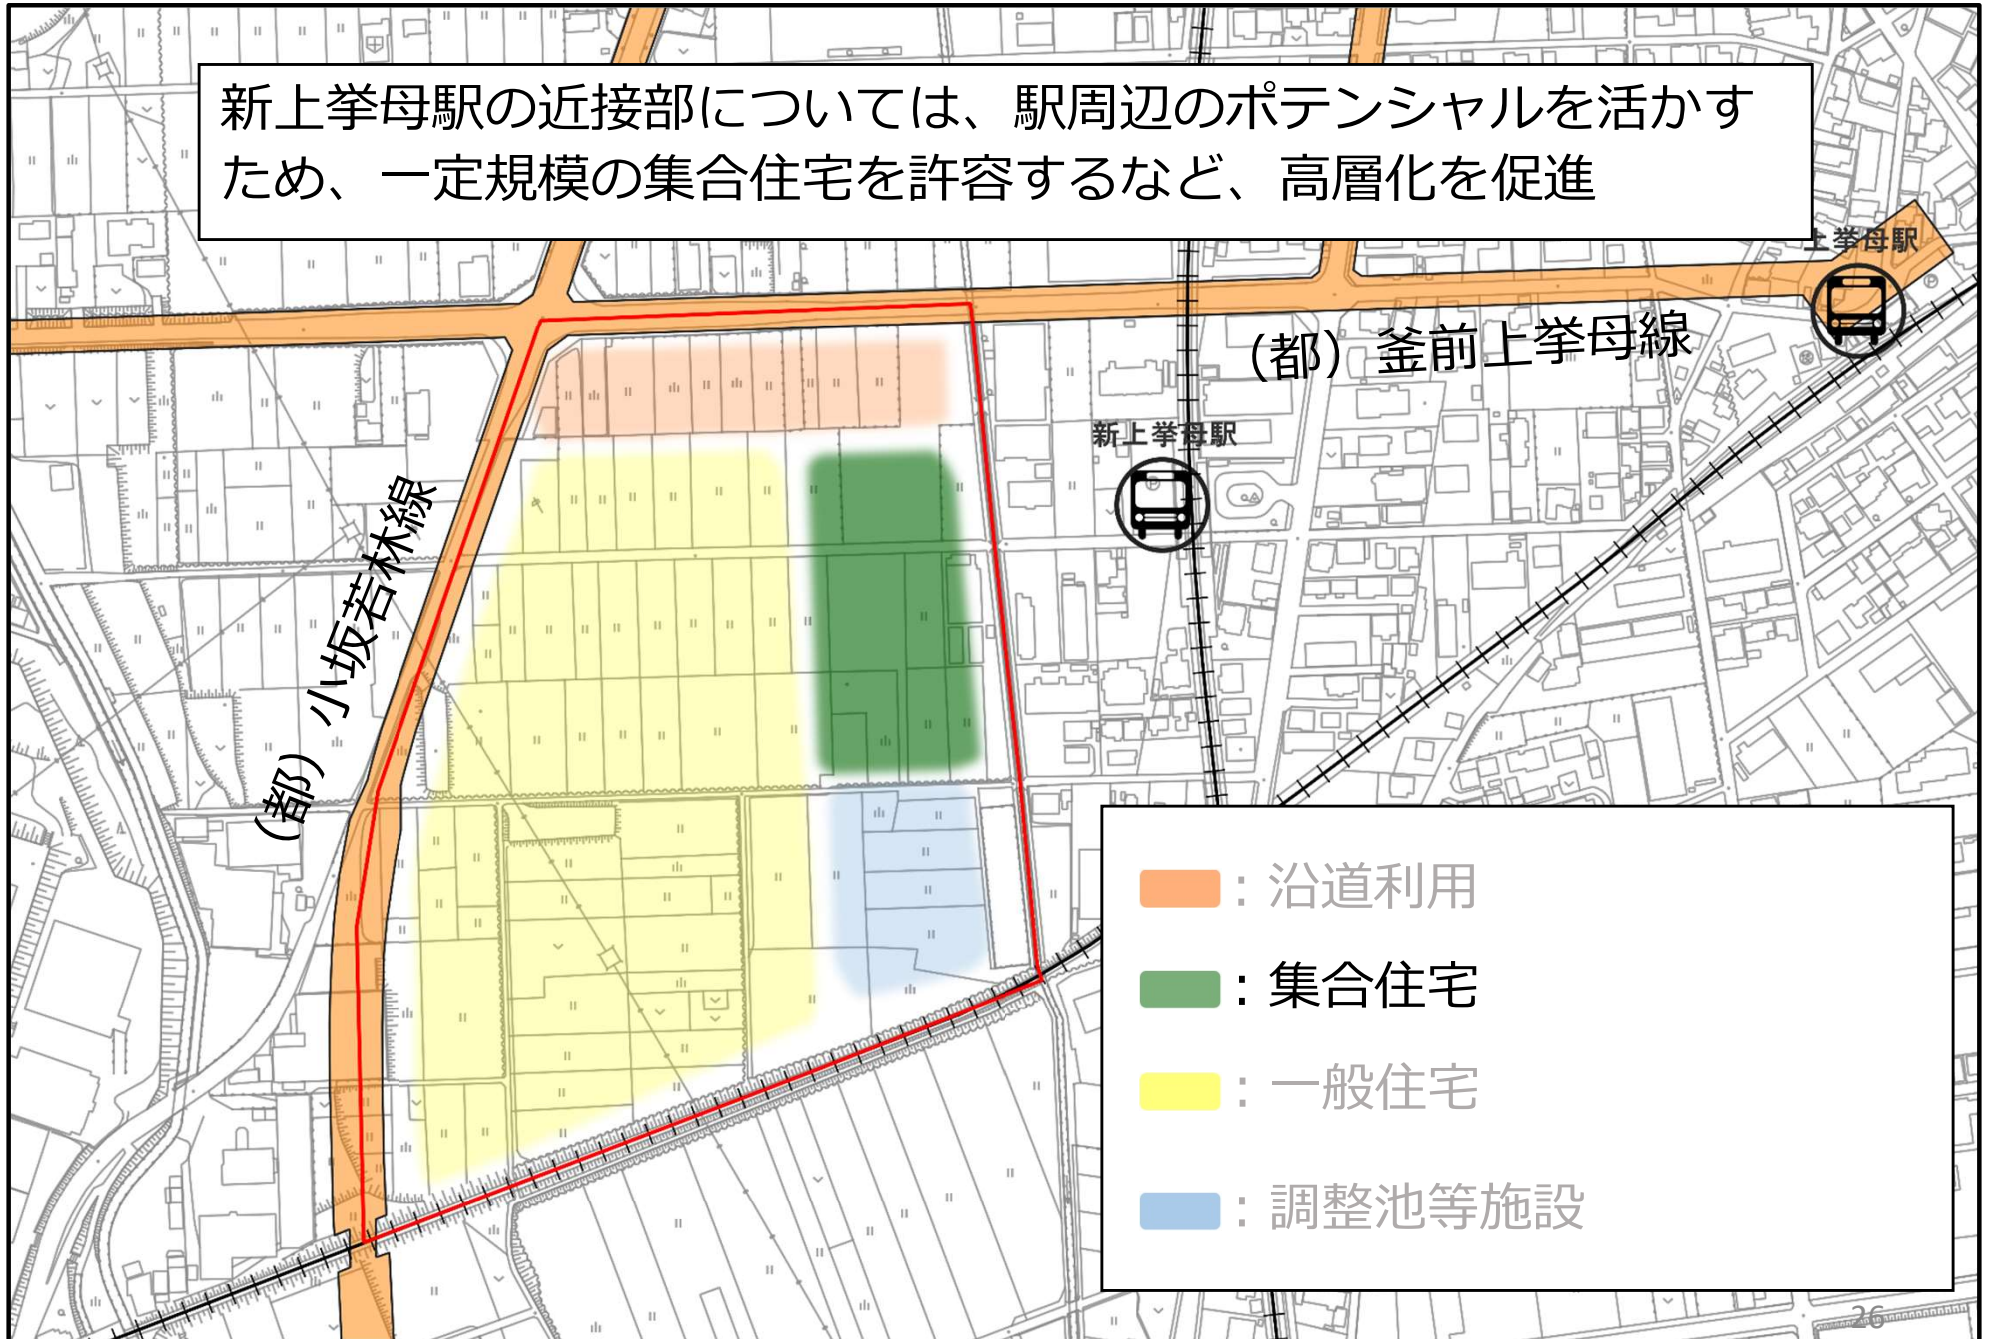 新上挙母駅の近接部については、駅周辺のポテンシャルを活かす
ため、一定規模の集合住宅を許容するなど、高層化を促進
上挙母駅
（都）釜前上挙母線
新上挙母駅
（都）小坂若林線
：沿道利用
：集合住宅
：一般住宅
：調整池等施設
26